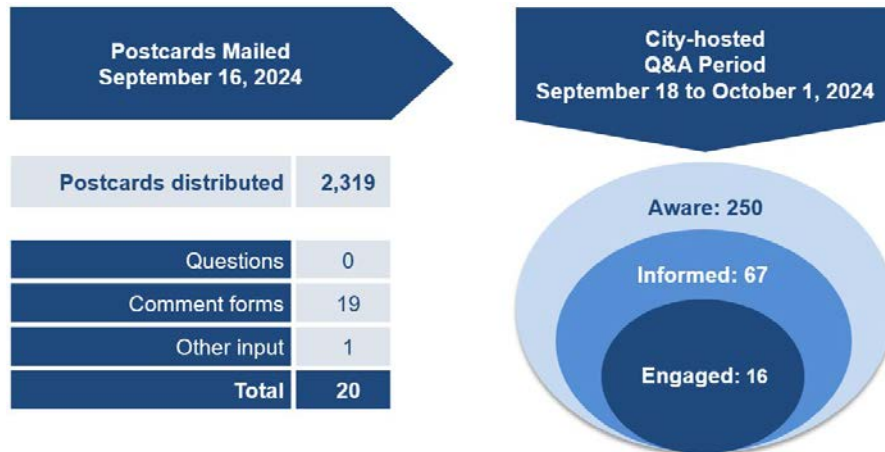 Postcards Mailed
September 16, 2024
City-hosted
Q&A Period
September 18 to October 1, 2024
Postcards distributed 2,319
Questions 0
Comment forms 19
Other input 1
Total 20
Aware: 250
Informed: 67
Engaged: 16